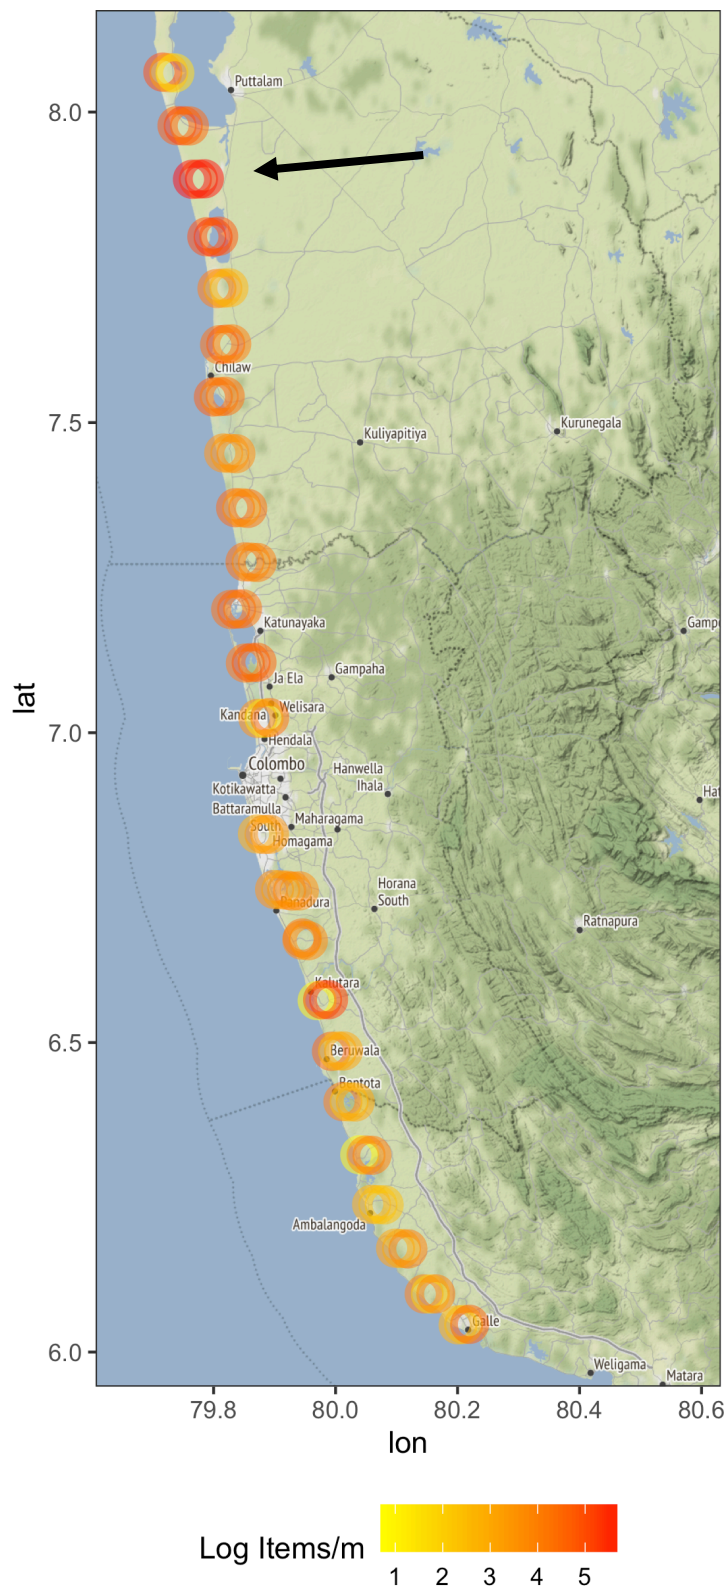 Puttalam
8.0
Chilaw
7.5
Kuliyapitiya
Kurunegala
Katunayaka
Gampaha
Ja Ela
Welisara
Kandana
7.0
Hendala
Colombo
Hanwella
Ihala
Kotikawatta
Battaramulla
South
Maharagama
Homagama
Horana
South
Panadura
Ratnapura
Kalutara
6.5
Beruwala
Bentota
Ambalangoda
Galle
6.0
Weligama
Matara
lat
79.8 80.0 80.2 80.4 80.6
lon
Log Items/m
1 2 3 4 5